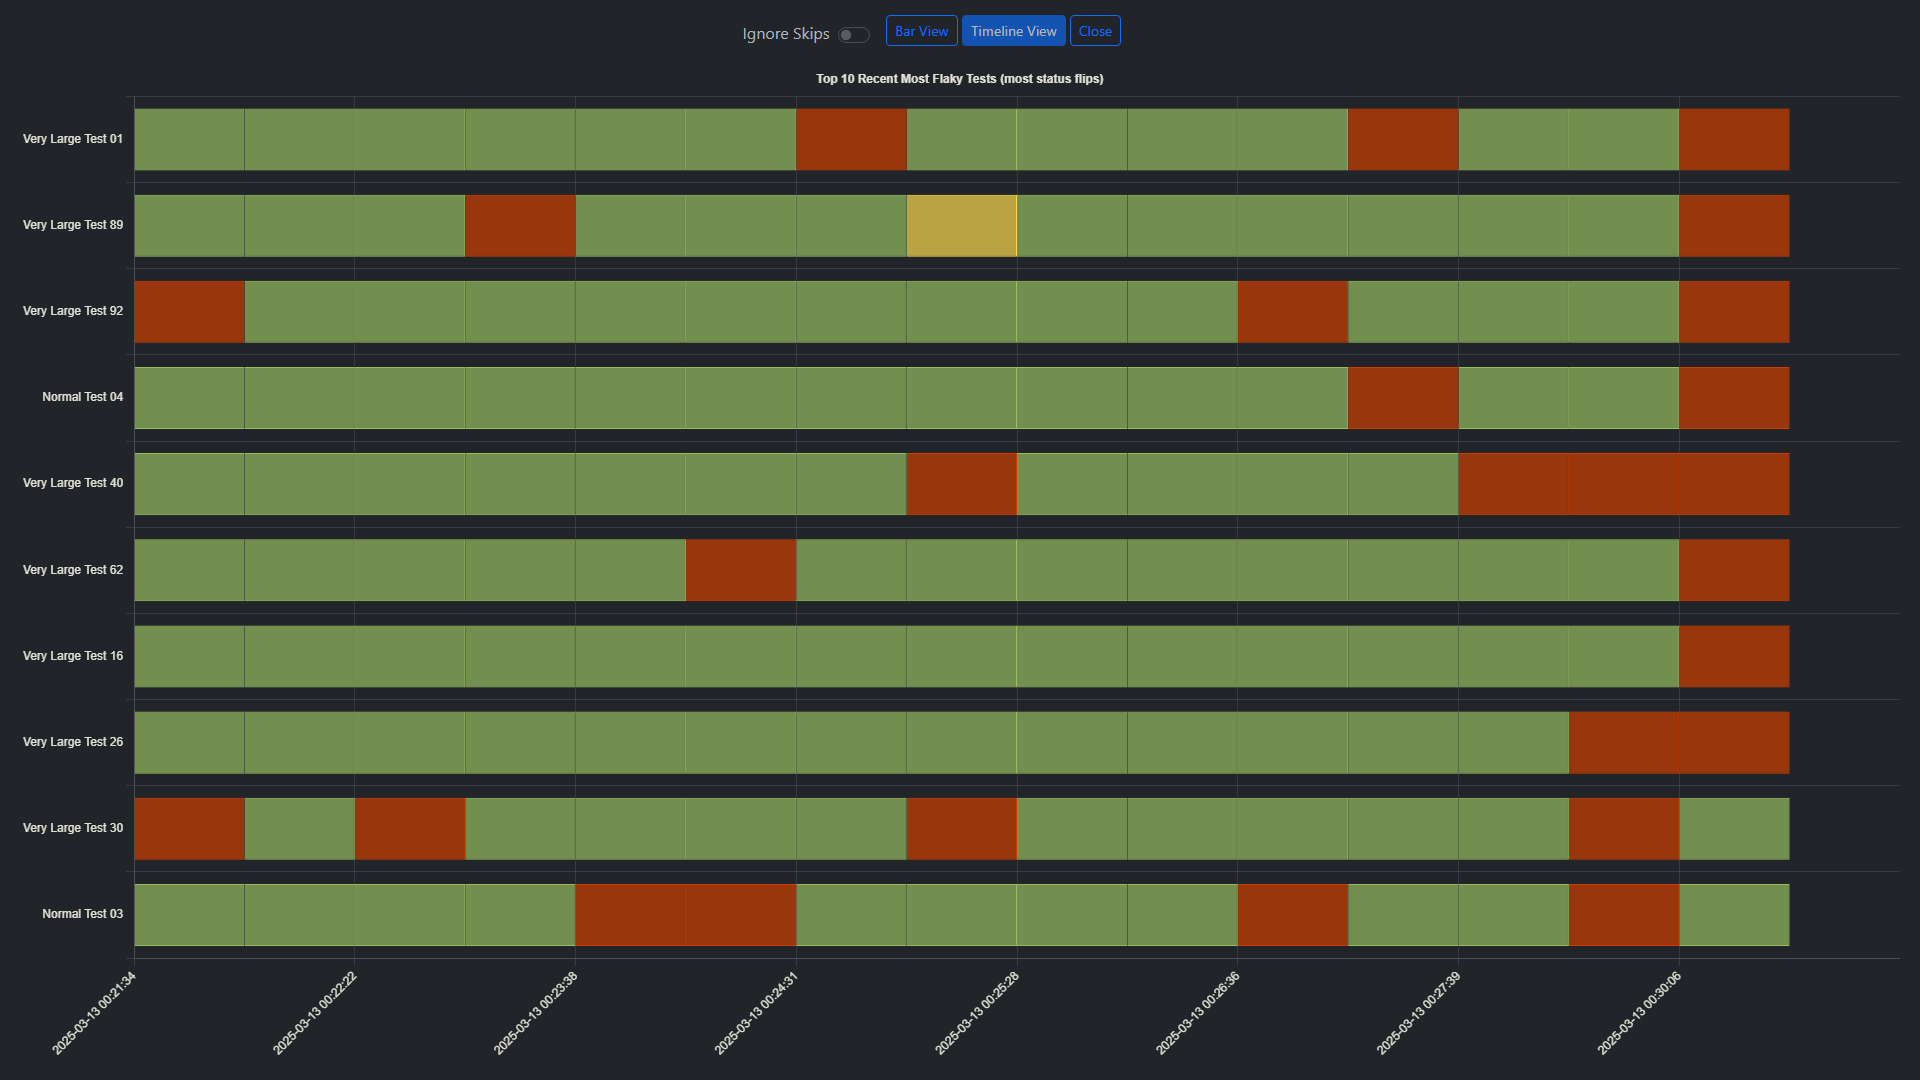 Ignore Skips
Bar View
Timeline View
Close
Top 10 Recent Most Flaky Tests (most status flips)
Very Large Test 01
Very Large Test 89
Very Large Test 92
Normal Test 04
Very Large Test 40
Very Large Test 62
Very Large Test 16
Very Large Test 26
Very Large Test 30
Normal Test 03
2025-03-13 00:21:34
2025-03-13 00:22:22
2025-03-13 00:23:38
2025-03-13 00:24:31
2025-03-13 00:25:28
2025-03-13 00:26:36
2025-03-13 00:27:39
2025-03-13 00:30:06